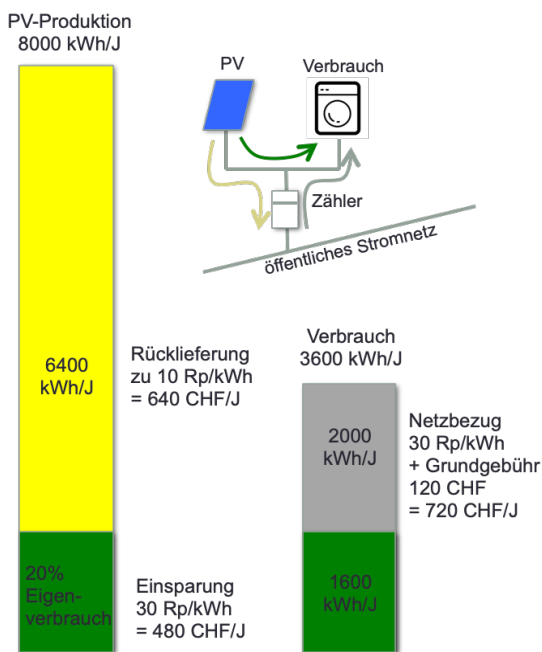 PV-Produktion
8000 kWh/J
PV
Verbrauch
Zähler
öffentliches Stromnetz
6400
kWh/J
Rücklieferung
zu 10 Rp/kWh
= 640 CHF/J
Verbrauch
3600 kWh/J
2000
kWh/J
Netzbezug
30 Rp/kWh
+ Grundgebühr
120 CHF
= 720 CHF/J
20%
Eigen-
verbrauch
Einsparung
30 Rp/kWh
= 480 CHF/J
1600
kWh/J